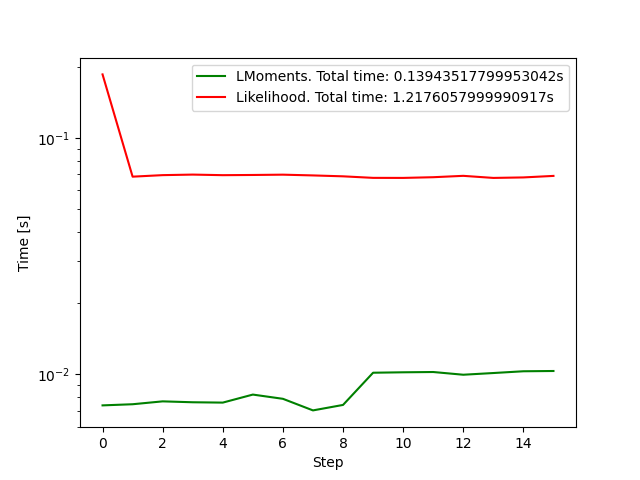 LMoments. Total time: 0.13943517799953042s
Likelihood. Total time: 1.2176057999990917s
10⁻¹
10⁻²
Time [s]
0 2 4 6 8 10 12 14
Step